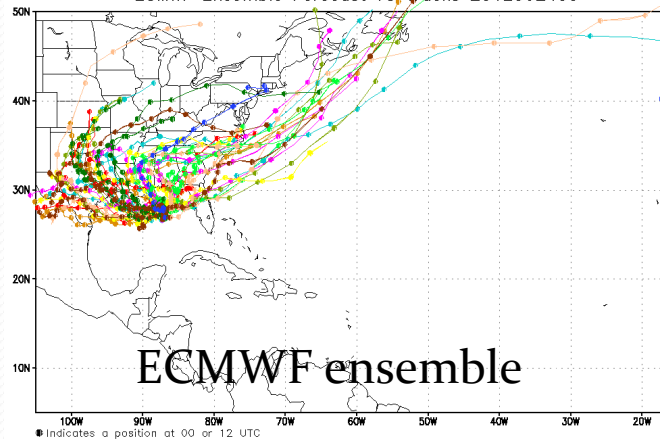 50N
40N
30N
20N
10N
ECMWF ensemble
100W 90W 80W 70W 60W 50W 40W 30W 20W
Indicates a position at 00 or 12 UTC